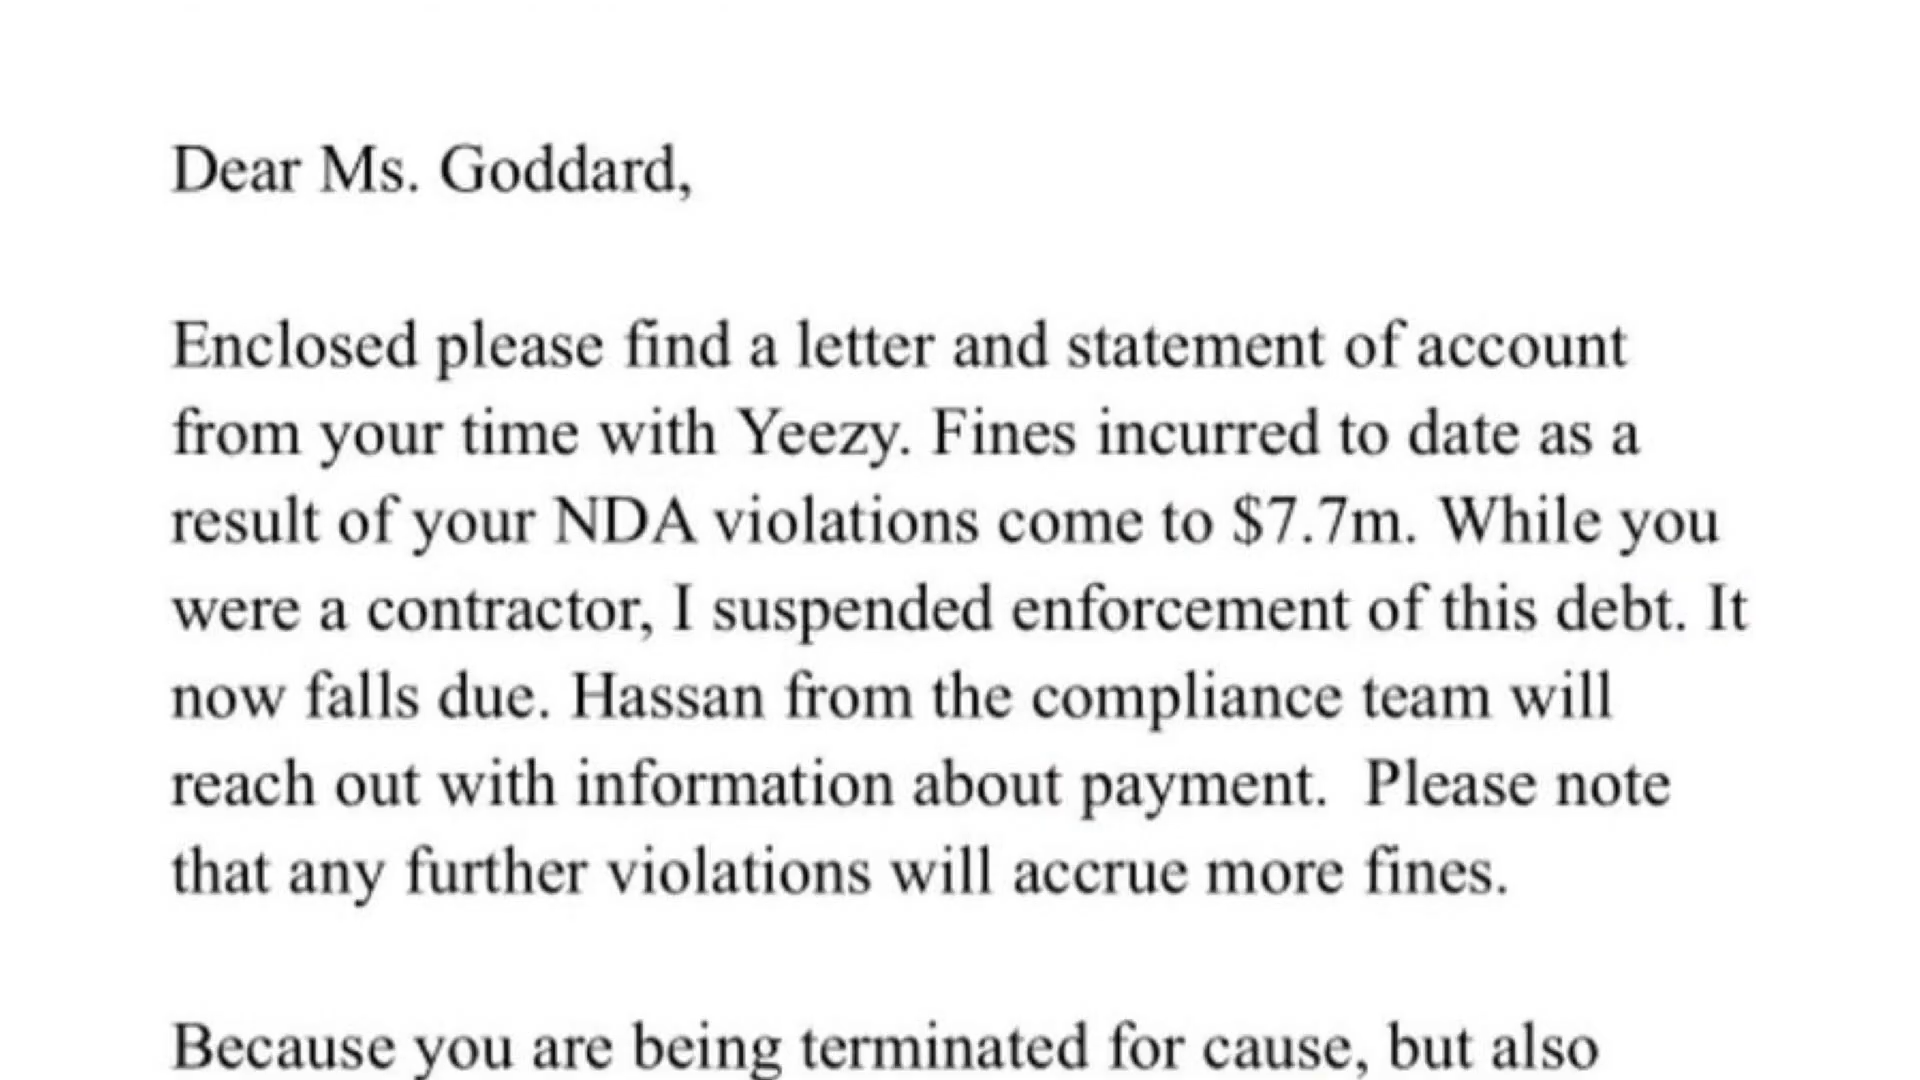 Dear Ms. Goddard,
Enclosed please find a letter and statement of account
from your time with Yeezy. Fines incurred to date as a
result of your NDA violations come to $7.7m. While you
were a contractor, I suspended enforcement of this debt. It
now falls due. Hassan from the compliance team will
reach out with information about payment.  Please note
that any further violations will accrue more fines.
Because you are being terminated for cause, but also